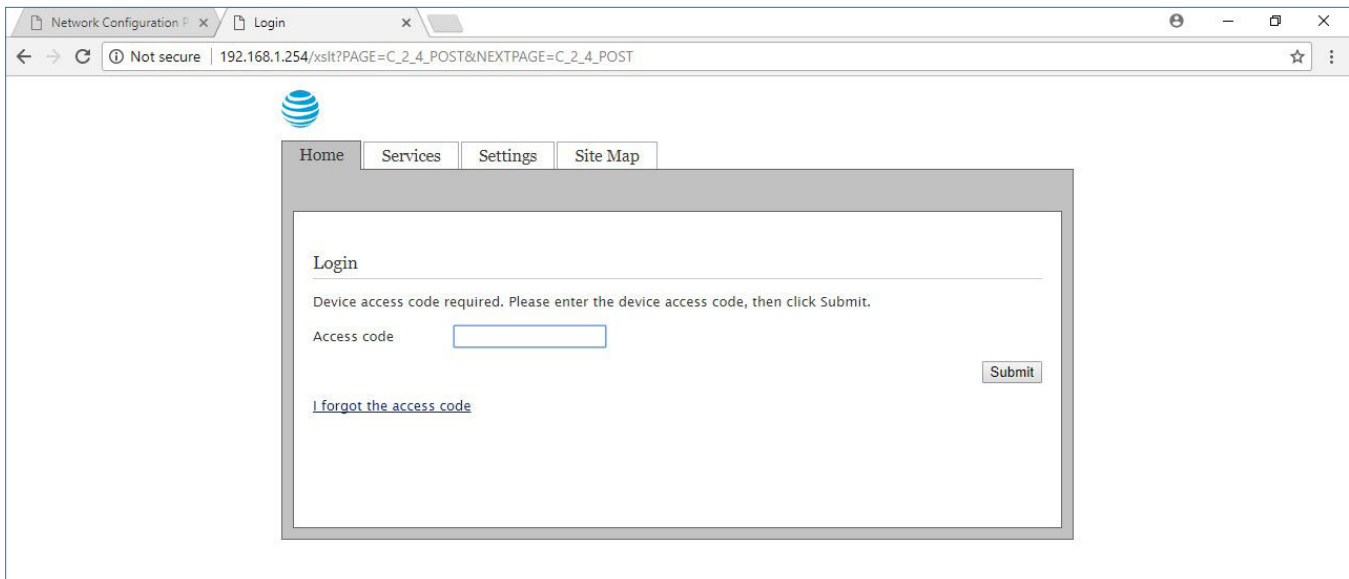 Network Configuration P
Login
Not secure | 192.168.1.254/xslt?PAGE=C_2_4_POST&NEXTPAGE=C_2_4_POST
Home Services Settings Site Map
Login
Device access code required. Please enter the device access code, then click Submit.
Access code
Submit
I forgot the access code